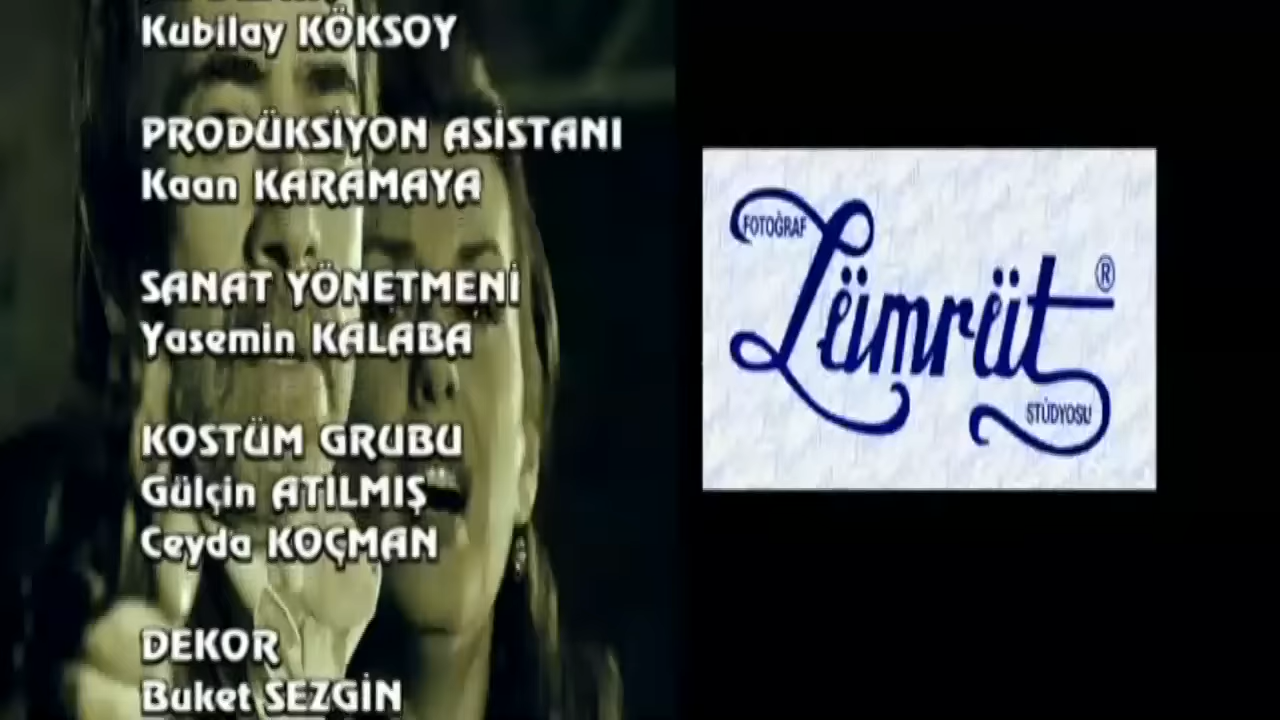 Kubilay KÖKSOY
PRODÜKSİYON ASİSTANI
Kaan KARAMAYA
SANAT YÖNETMENİ
Yasemin KALABA
KOSTÜM GRUBU
Gülçin ATILMIŞ
Ceyda KOÇMAN
DEKOR
Buket SEZGİN
FOTOĞRAF
Zümrüt ®
STÜDYOSU